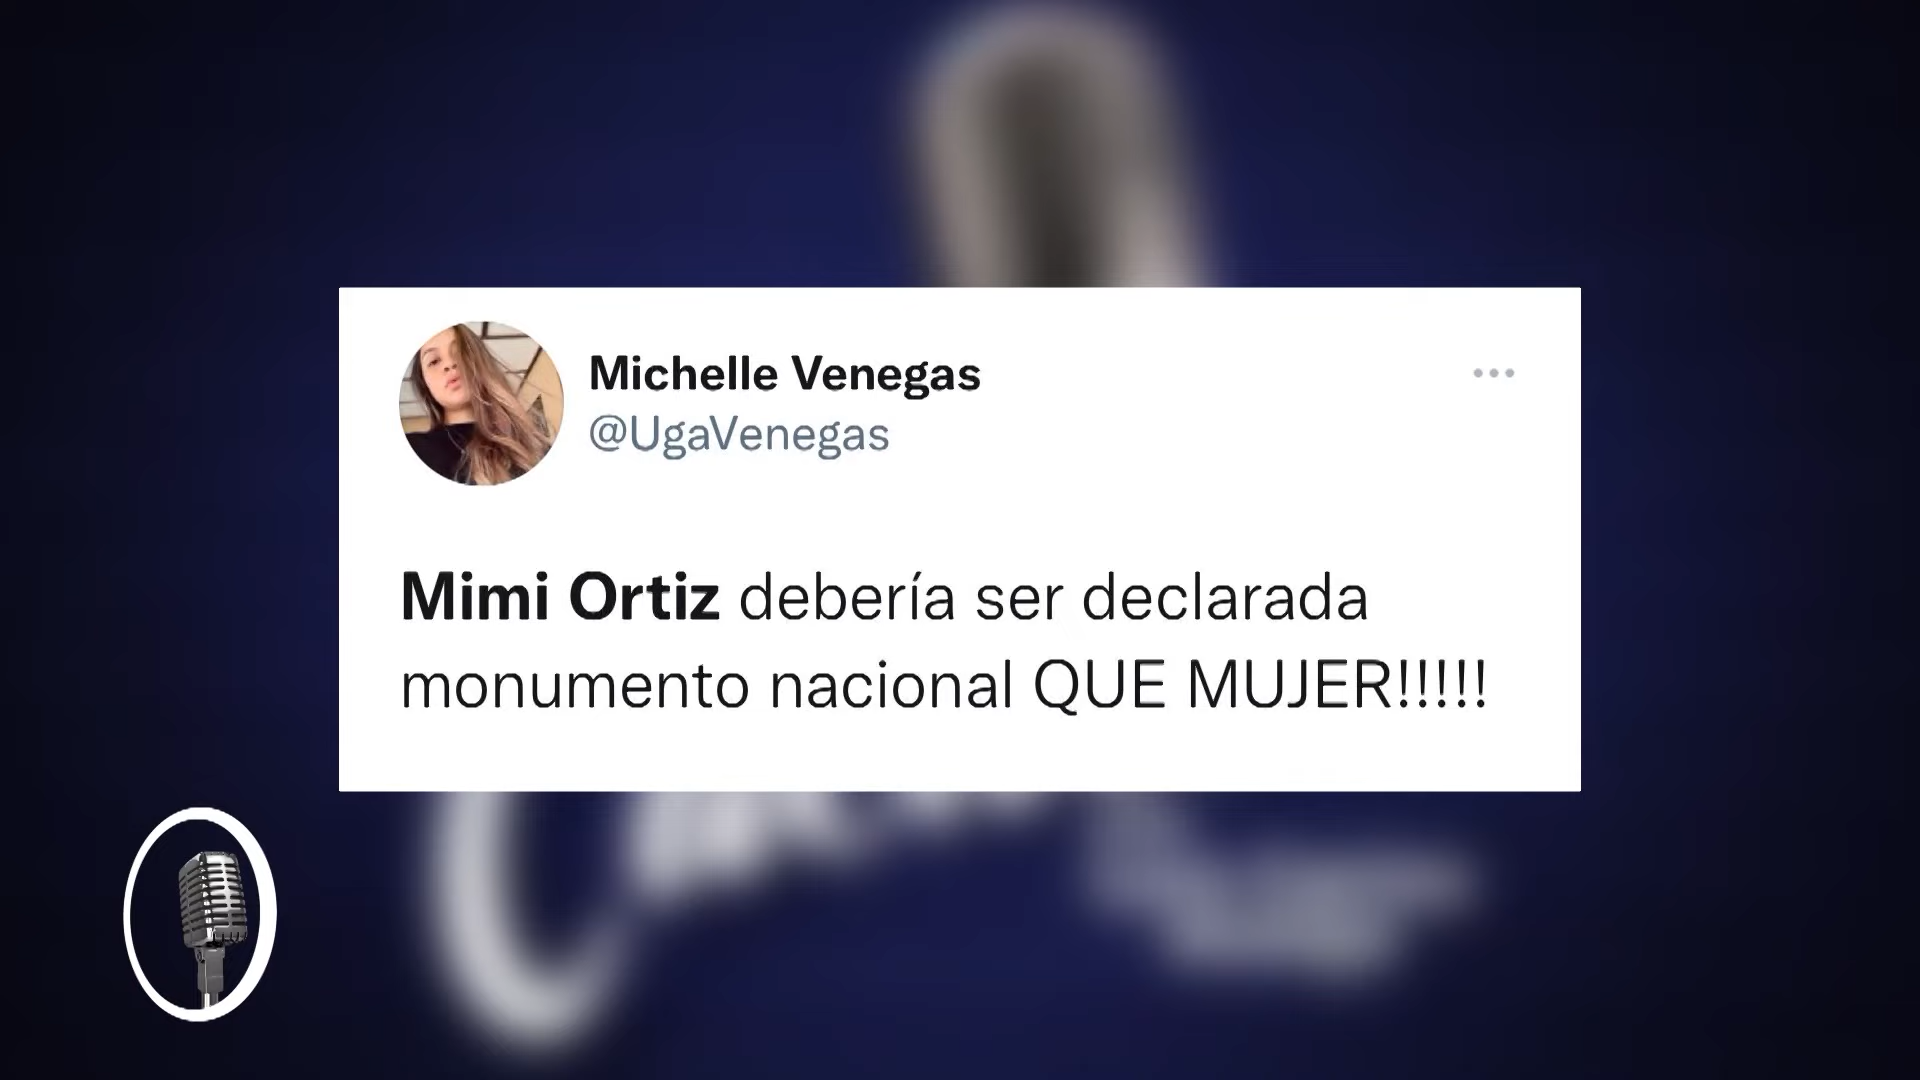 Michelle Venegas
@UgaVenegas
Mimi Ortiz debería ser declarada
monumento nacional QUE MUJER!!!!!